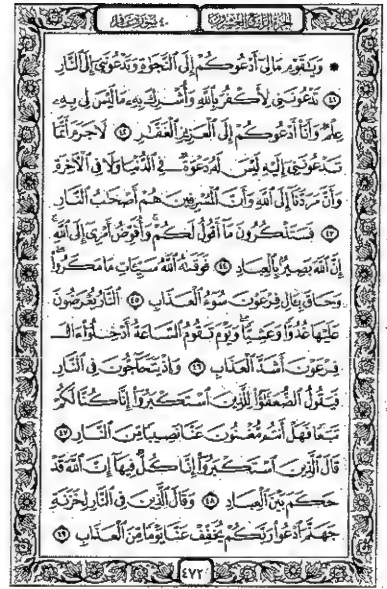 الجزء الرابع والعشرون ٤٠ سورة غافر
۞ وَيَٰقَوْمِ مَا لِىٓ أَدْعُوكُمْ إِلَى ٱلنَّجَوٰةِ وَتَدْعُونَنِىٓ إِلَى ٱلنَّارِ
٤١ تَدْعُونَنِى لِأَكْفُرَ بِٱللَّهِ وَأُشْرِكَ بِهِۦ مَا لَيْسَ لِى بِهِۦ
عِلْمٌ وَأَنَا۠ أَدْعُوكُمْ إِلَى ٱلْعَزِيزِ ٱلْغَفَّٰرِ ٤٢ لَا جَرَمَ أَنَّمَا
تَدْعُونَنِىٓ إِلَيْهِ لَيْسَ لَهُۥ دَعْوَةٌ فِى ٱلدُّنْيَا وَلَا فِى ٱلْءَاخِرَةِ
وَأَنَّ مَرَدَّنَآ إِلَى ٱللَّهِ وَأَنَّ ٱلْمُسْرِفِينَ هُمْ أَصْحَٰبُ ٱلنَّارِ
٤٣ فَسَتَذْكُرُونَ مَآ أَقُولُ لَكُمْ ۚ وَأُفَوِّضُ أَمْرِىٓ إِلَى ٱللَّهِ ۚ
إِنَّ ٱللَّهَ بَصِيرٌۢ بِٱلْعِبَادِ ٤٤ فَوَقَىٰهُ ٱللَّهُ سَيِّـَٔاتِ مَا مَكَرُوا۟ ۖ
وَحَاقَ بِـَٔالِ فِرْعَوْنَ سُوٓءُ ٱلْعَذَابِ ٤٥ ٱلنَّارُ يُعْرَضُونَ
عَلَيْهَا غُدُوًّا وَعَشِيًّا ۖ وَيَوْمَ تَقُومُ ٱلسَّاعَةُ أَدْخِلُوٓا۟ ءَالَ
فِرْعَوْنَ أَشَدَّ ٱلْعَذَابِ ٤٦ وَإِذْ يَتَحَآجُّونَ فِى ٱلنَّارِ
فَيَقُولُ ٱلضُّعَفَٰٓؤُا۟ لِلَّذِينَ ٱسْتَكْبَرُوٓا۟ إِنَّا كُنَّا لَكُمْ
تَبَعًا فَهَلْ أَنتُم مُّغْنُونَ عَنَّا نَصِيبًا مِّنَ ٱلنَّارِ ٤٧
قَالَ ٱلَّذِينَ ٱسْتَكْبَرُوٓا۟ إِنَّا كُلٌّ فِيهَآ إِنَّ ٱللَّهَ قَدْ
حَكَمَ بَيْنَ ٱلْعِبَادِ ٤٨ وَقَالَ ٱلَّذِينَ فِى ٱلنَّارِ لِخَزَنَةِ
جَهَنَّمَ ٱدْعُوا۟ رَبَّكُمْ يُخَفِّفْ عَنَّا يَوْمًا مِّنَ ٱلْعَذَابِ ٤٩
٤٧٢